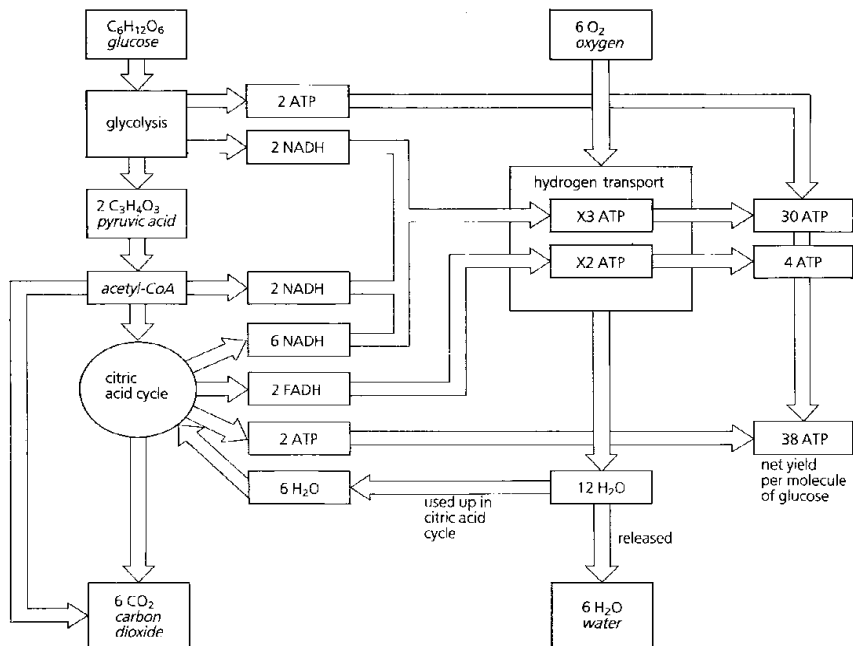 C₆H₁₂O₆
glucose
6 O₂
oxygen
glycolysis
2 ATP
2 NADH
hydrogen transport
2 C₃H₄O₃
pyruvic acid
X3 ATP
30 ATP
X2 ATP
4 ATP
acetyl-CoA
2 NADH
6 NADH
citric
acid cycle
2 FADH
2 ATP
38 ATP
net yield
per molecule
of glucose
6 H₂O
used up in
citric acid
cycle
12 H₂O
released
6 CO₂
carbon
dioxide
6 H₂O
water